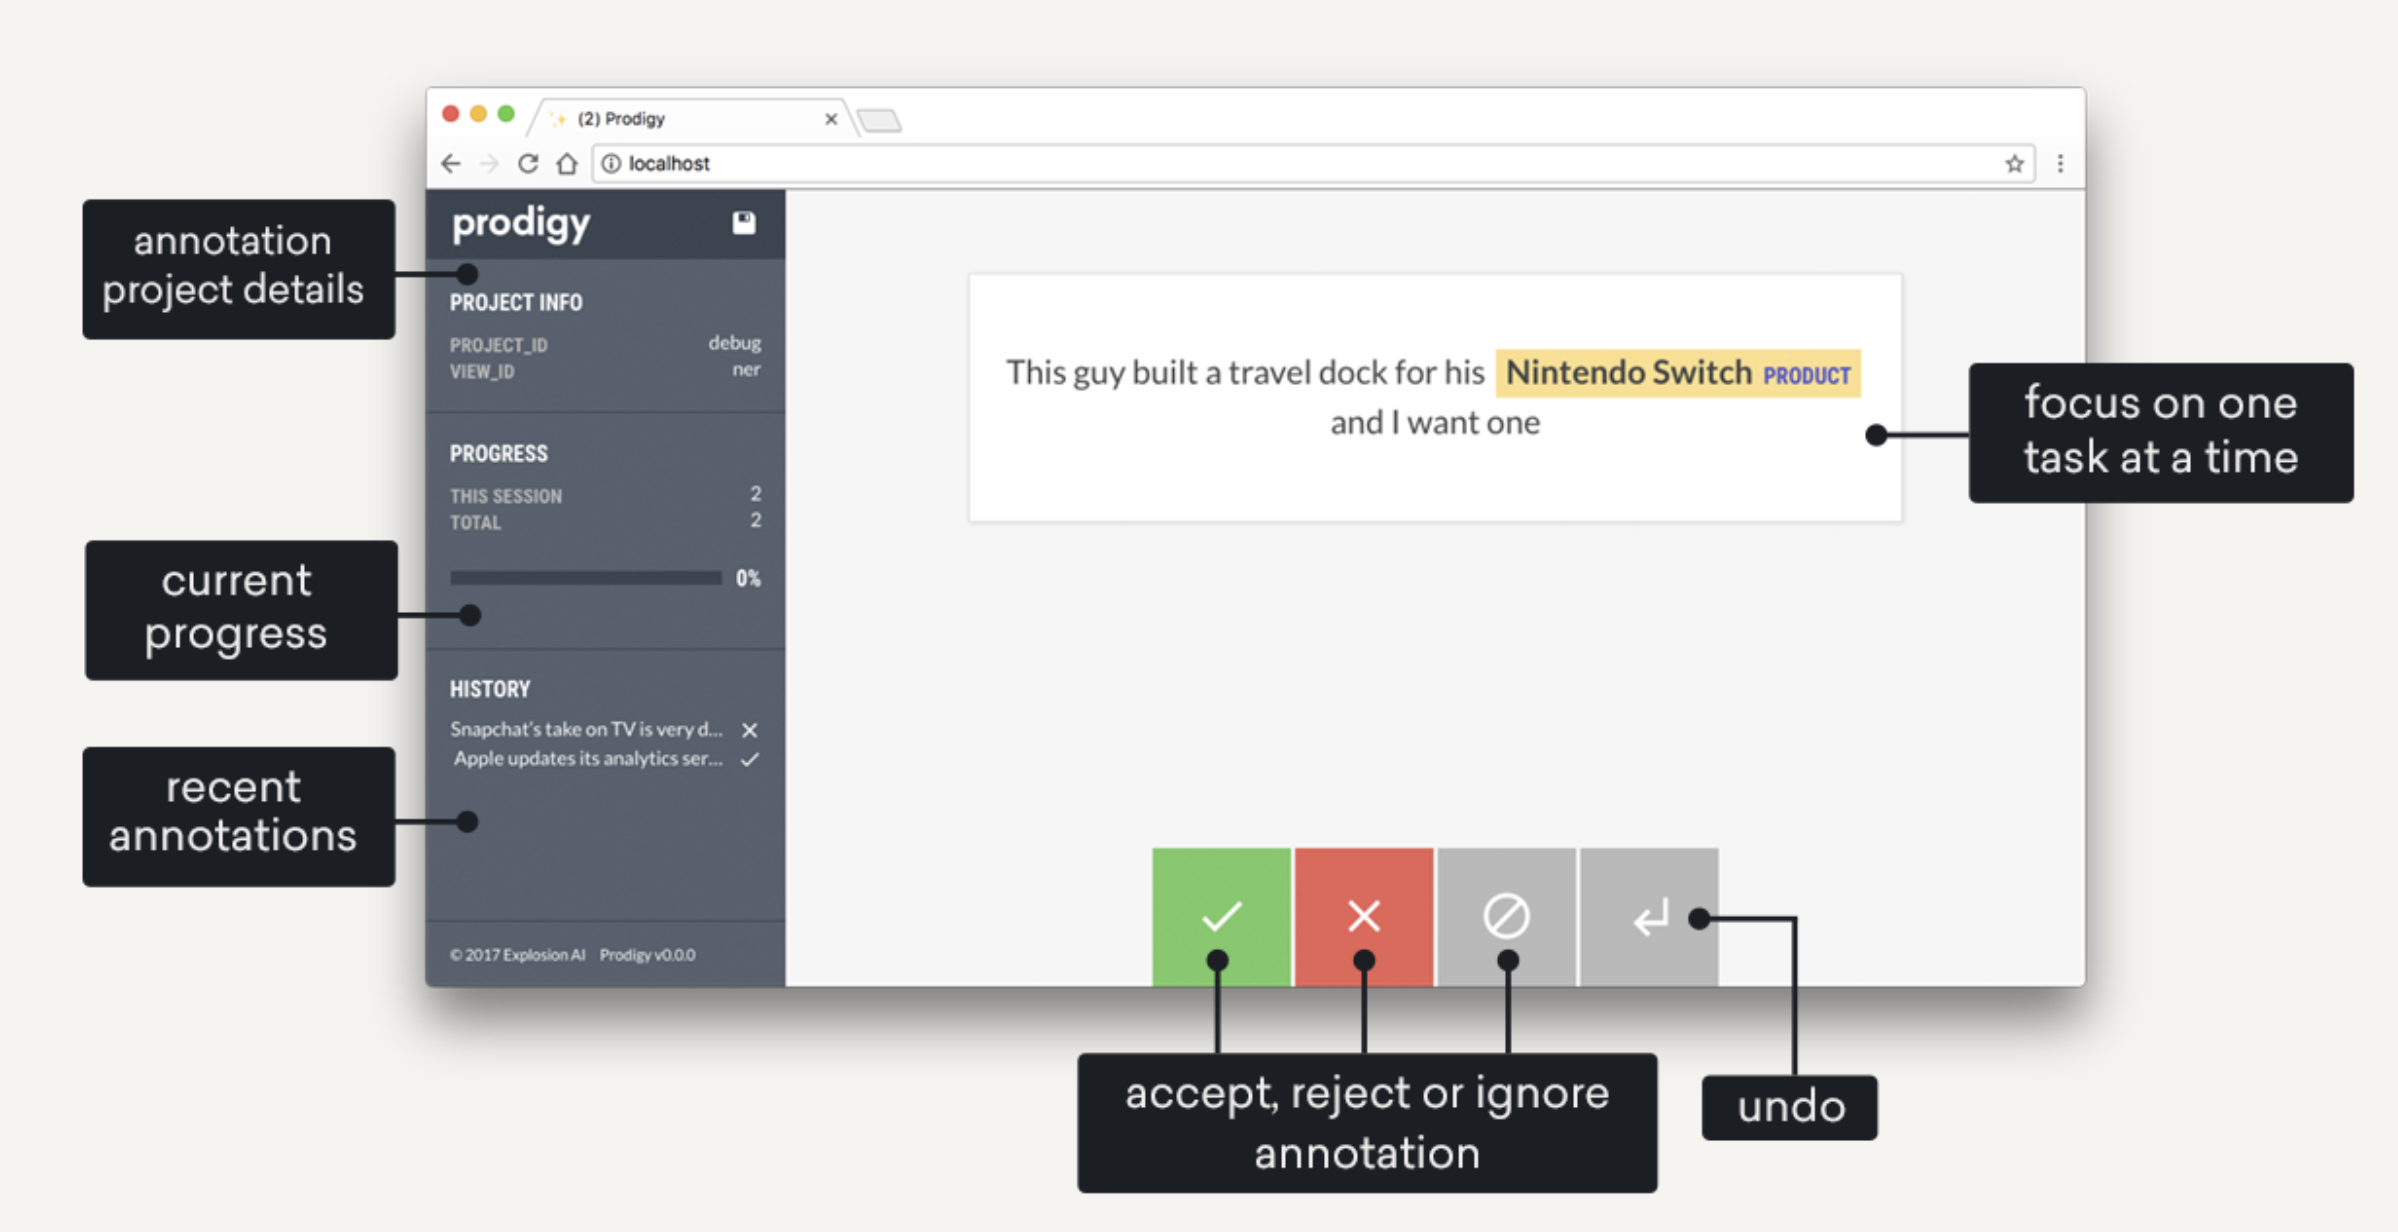 (2) Prodigy
localhost
annotation
project details
prodigy
PROJECT INFO
PROJECT_ID debug
VIEW_ID ner
PROGRESS
THIS SESSION 2
TOTAL 2
0%
current
progress
HISTORY
Snapchat's take on TV is very d...
Apple updates its analytics ser...
recent
annotations
© 2017 Explosion AI Prodigy v0.0.0
This guy built a travel dock for his Nintendo Switch PRODUCT
and I want one
focus on one
task at a time
accept, reject or ignore
annotation
undo